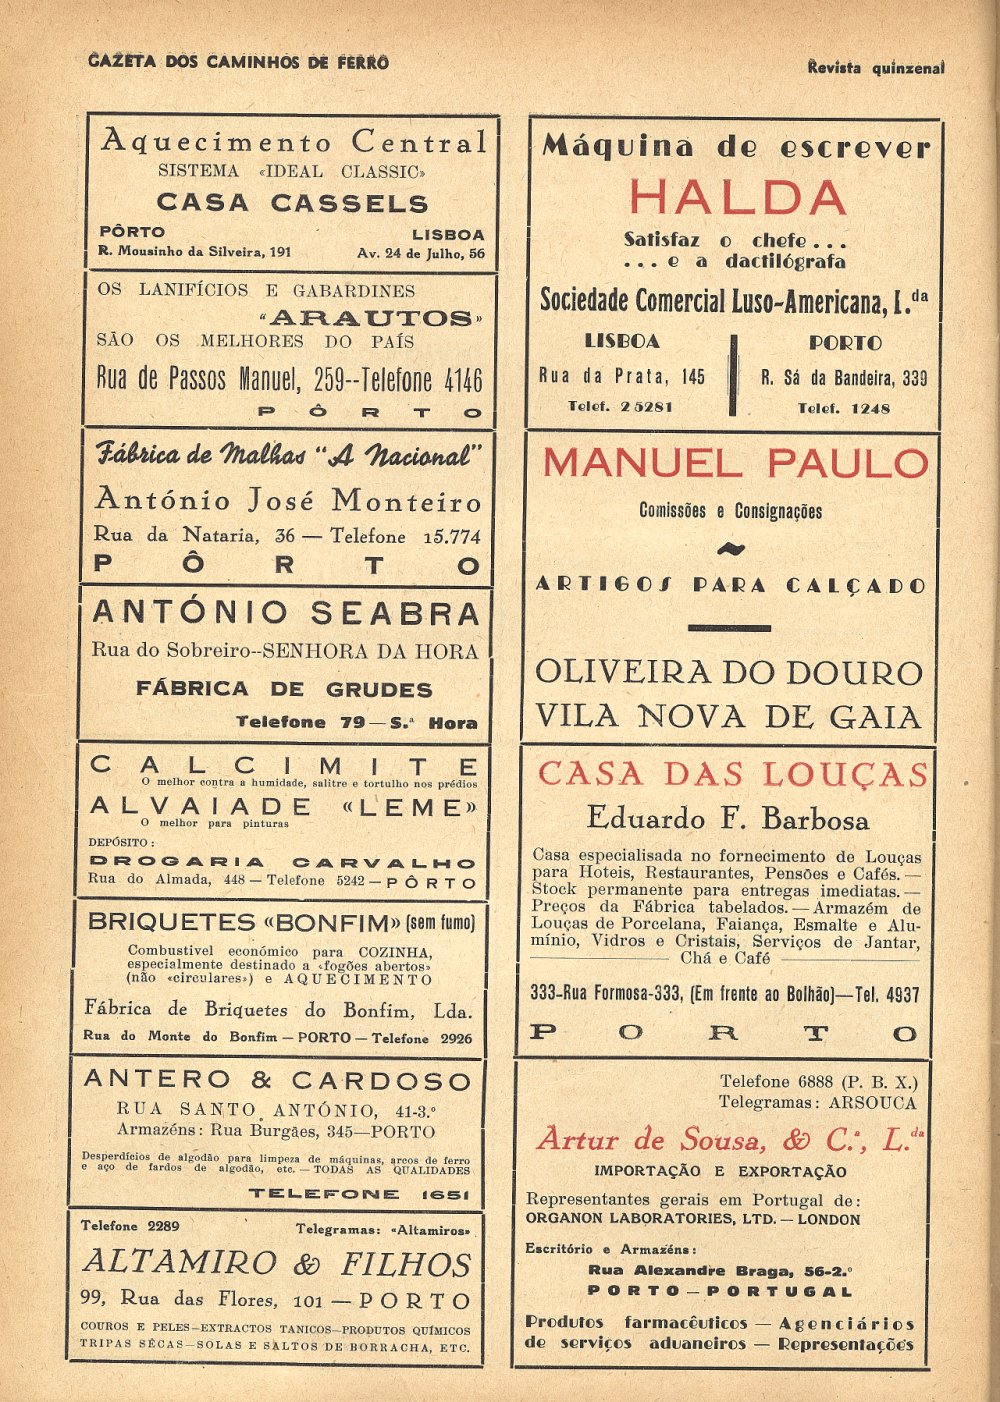 GAZETA DOS CAMINHOS DE FERRO
Revista quinzenal
Aquecimento Central
SISTEMA «IDEAL CLASSIC»
CASA CASSELS
PÔRTO
R. Mousinho da Silveira, 191
LISBOA
Av. 24 de Julho, 56
OS LANIFÍCIOS E GABARDINES
«ARAUTOS»
SÃO OS MELHORES DO PAÍS
Rua de Passos Manuel, 259--Telefone 4146
PÔRTO
Fábrica de Malhas "A Nacional"
António José Monteiro
Rua da Nataria, 36 — Telefone 15.774
PÔRTO
ANTÓNIO SEABRA
Rua do Sobreiro--SENHORA DA HORA
FÁBRICA DE GRUDES
Telefone 79 — S.ª Hora
CALCIMITE
O melhor contra a humidade, salitre e tortulho nos prédios
ALVAIADE «LEME»
O melhor para pinturas
DEPÓSITO:
DROGARIA CARVALHO
Rua do Almada, 448 — Telefone 5242 — PÔRTO
BRIQUETES «BONFIM» (sem fumo)
Combustivel económico para COZINHA,
especialmente destinado a «fogões abertos»
(não «circulares») e AQUECIMENTO
Fábrica de Briquetes do Bonfim, Lda.
Rua do Monte do Bonfim — PORTO — Telefone 2926
ANTERO & CARDOSO
RUA SANTO ANTÓNIO, 41-3.º
Armazéns: Rua Burgães, 345—PORTO
Desperdícios de algodão para limpeza de máquinas, arcos de ferro
e aço de fardos de algodão, etc. — TODAS AS QUALIDADES
TELEFONE 1651
Telefone 2289
Telegramas: «Altamiros»
ALTAMIRO & FILHOS
99, Rua das Flores, 101 — PORTO
COUROS E PELES—EXTRACTOS TANICOS—PRODUTOS QUÍMICOS
TRIPAS SÊCAS—SOLAS E SALTOS DE BORRACHA, ETC.
Máquina de escrever
HALDA
Satisfaz o chefe...
...e a dactilógrafa
Sociedade Comercial Luso-Americana, L.da
LISBOA
Rua da Prata, 145
Telef. 25281
PORTO
R. Sá da Bandeira, 339
Telef. 1248
MANUEL PAULO
Comissões e Consignações
ARTIGOS PARA CALÇADO
OLIVEIRA DO DOURO
VILA NOVA DE GAIA
CASA DAS LOUÇAS
Eduardo F. Barbosa
Casa especialisada no fornecimento de Louças
para Hoteis, Restaurantes, Pensões e Cafés. —
Stock permanente para entregas imediatas. —
Preços da Fábrica tabelados. — Armazém de
Louças de Porcelana, Faiança, Esmalte e Alu-
mínio, Vidros e Cristais, Serviços de Jantar,
Chá e Café
333-Rua Formosa-333, (Em frente ao Bolhão)—Tel. 4937
PORTO
Telefone 6888 (P. B. X.)
Telegramas: ARSOUCA
Artur de Sousa, & C.ª, L.da
IMPORTAÇÃO E EXPORTAÇÃO
Representantes gerais em Portugal de:
ORGANON LABORATORIES, LTD. — LONDON
Escritório e Armazéns:
Rua Alexandre Braga, 56-2.º
PORTO — PORTUGAL
Produtos farmacêuticos — Agenciários
de serviços aduaneiros — Representações